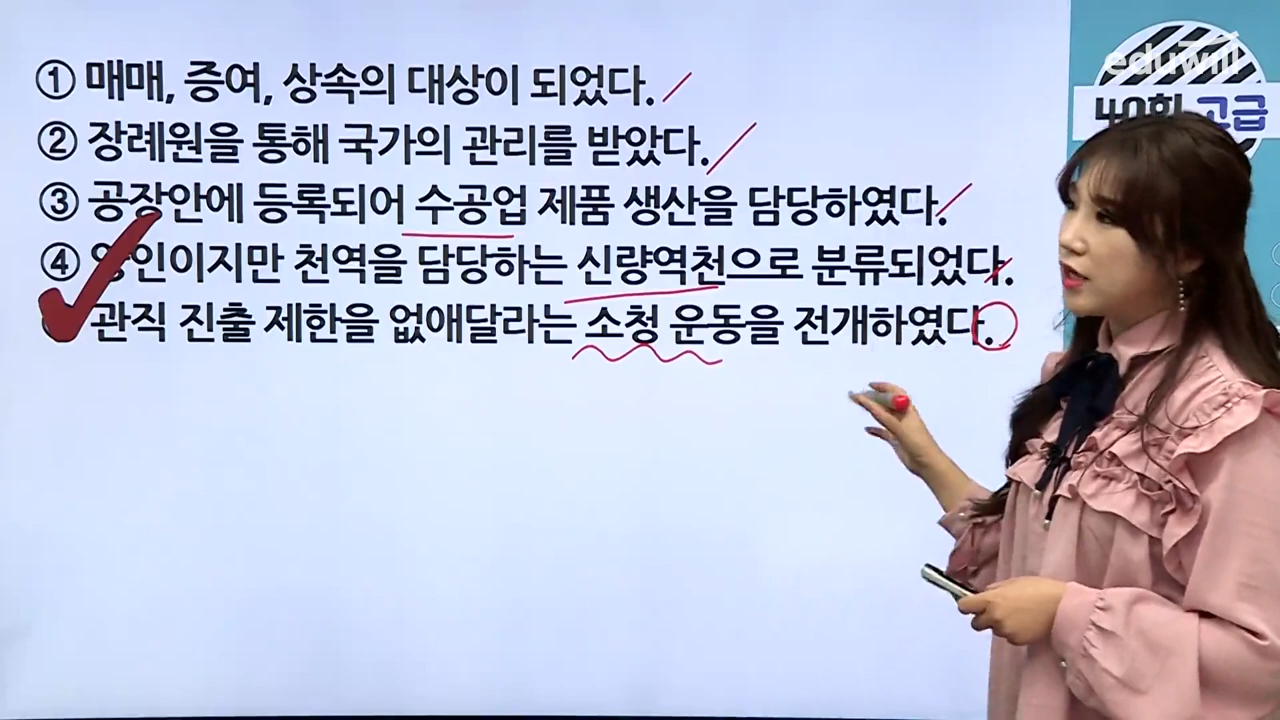 ① 매매, 증여, 상속의 대상이 되었다.
② 장례원을 통해 국가의 관리를 받았다.
③ 공장안에 등록되어 수공업 제품 생산을 담당하였다.
④ 양인이지만 천역을 담당하는 신량역천으로 분류되었다.
관직 진출 제한을 없애달라는 소청 운동을 전개하였다.
eduwill
40회 고급